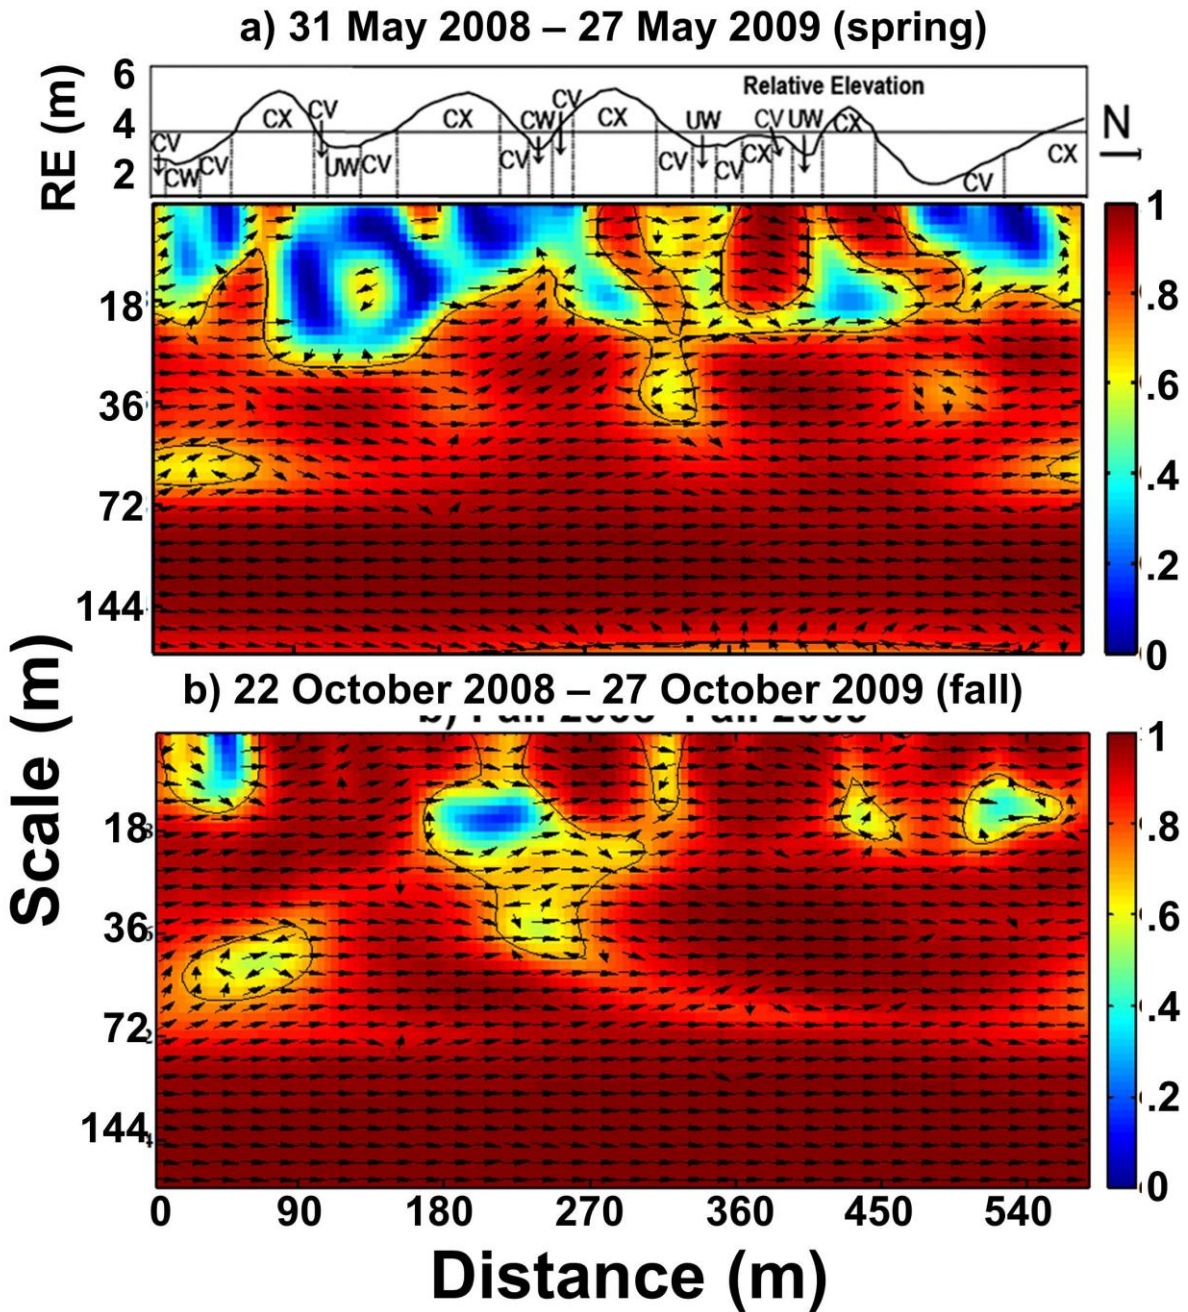 a) 31 May 2008 – 27 May 2009 (spring)
RE (m)
6
4
2
Relative Elevation
N
CV
CW
CV
CX
CV
UW
CV
CX
CV
CW
CV
CX
CV
UW
CV
CX
CV
UW
CX
CV
CX
18
36
72
144
1
.8
.6
.4
.2
0
b) 22 October 2008 – 27 October 2009 (fall)
Scale (m)
18
36
72
144
1
.8
.6
.4
.2
0
0 90 180 270 360 450 540
Distance (m)